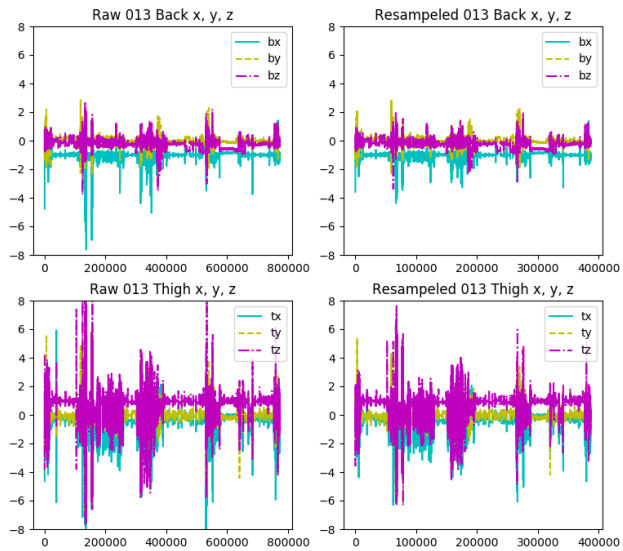 Raw 013 Back x, y, z
8
6
4
2
0
−2
−4
−6
−8
bx
by
bz
0 200000 400000 600000 800000
Resampeled 013 Back x, y, z
8
6
4
2
0
−2
−4
−6
−8
bx
by
bz
0 100000 200000 300000 400000
Raw 013 Thigh x, y, z
8
6
4
2
0
−2
−4
−6
−8
tx
ty
tz
0 200000 400000 600000 800000
Resampeled 013 Thigh x, y, z
8
6
4
2
0
−2
−4
−6
−8
tx
ty
tz
0 100000 200000 300000 400000